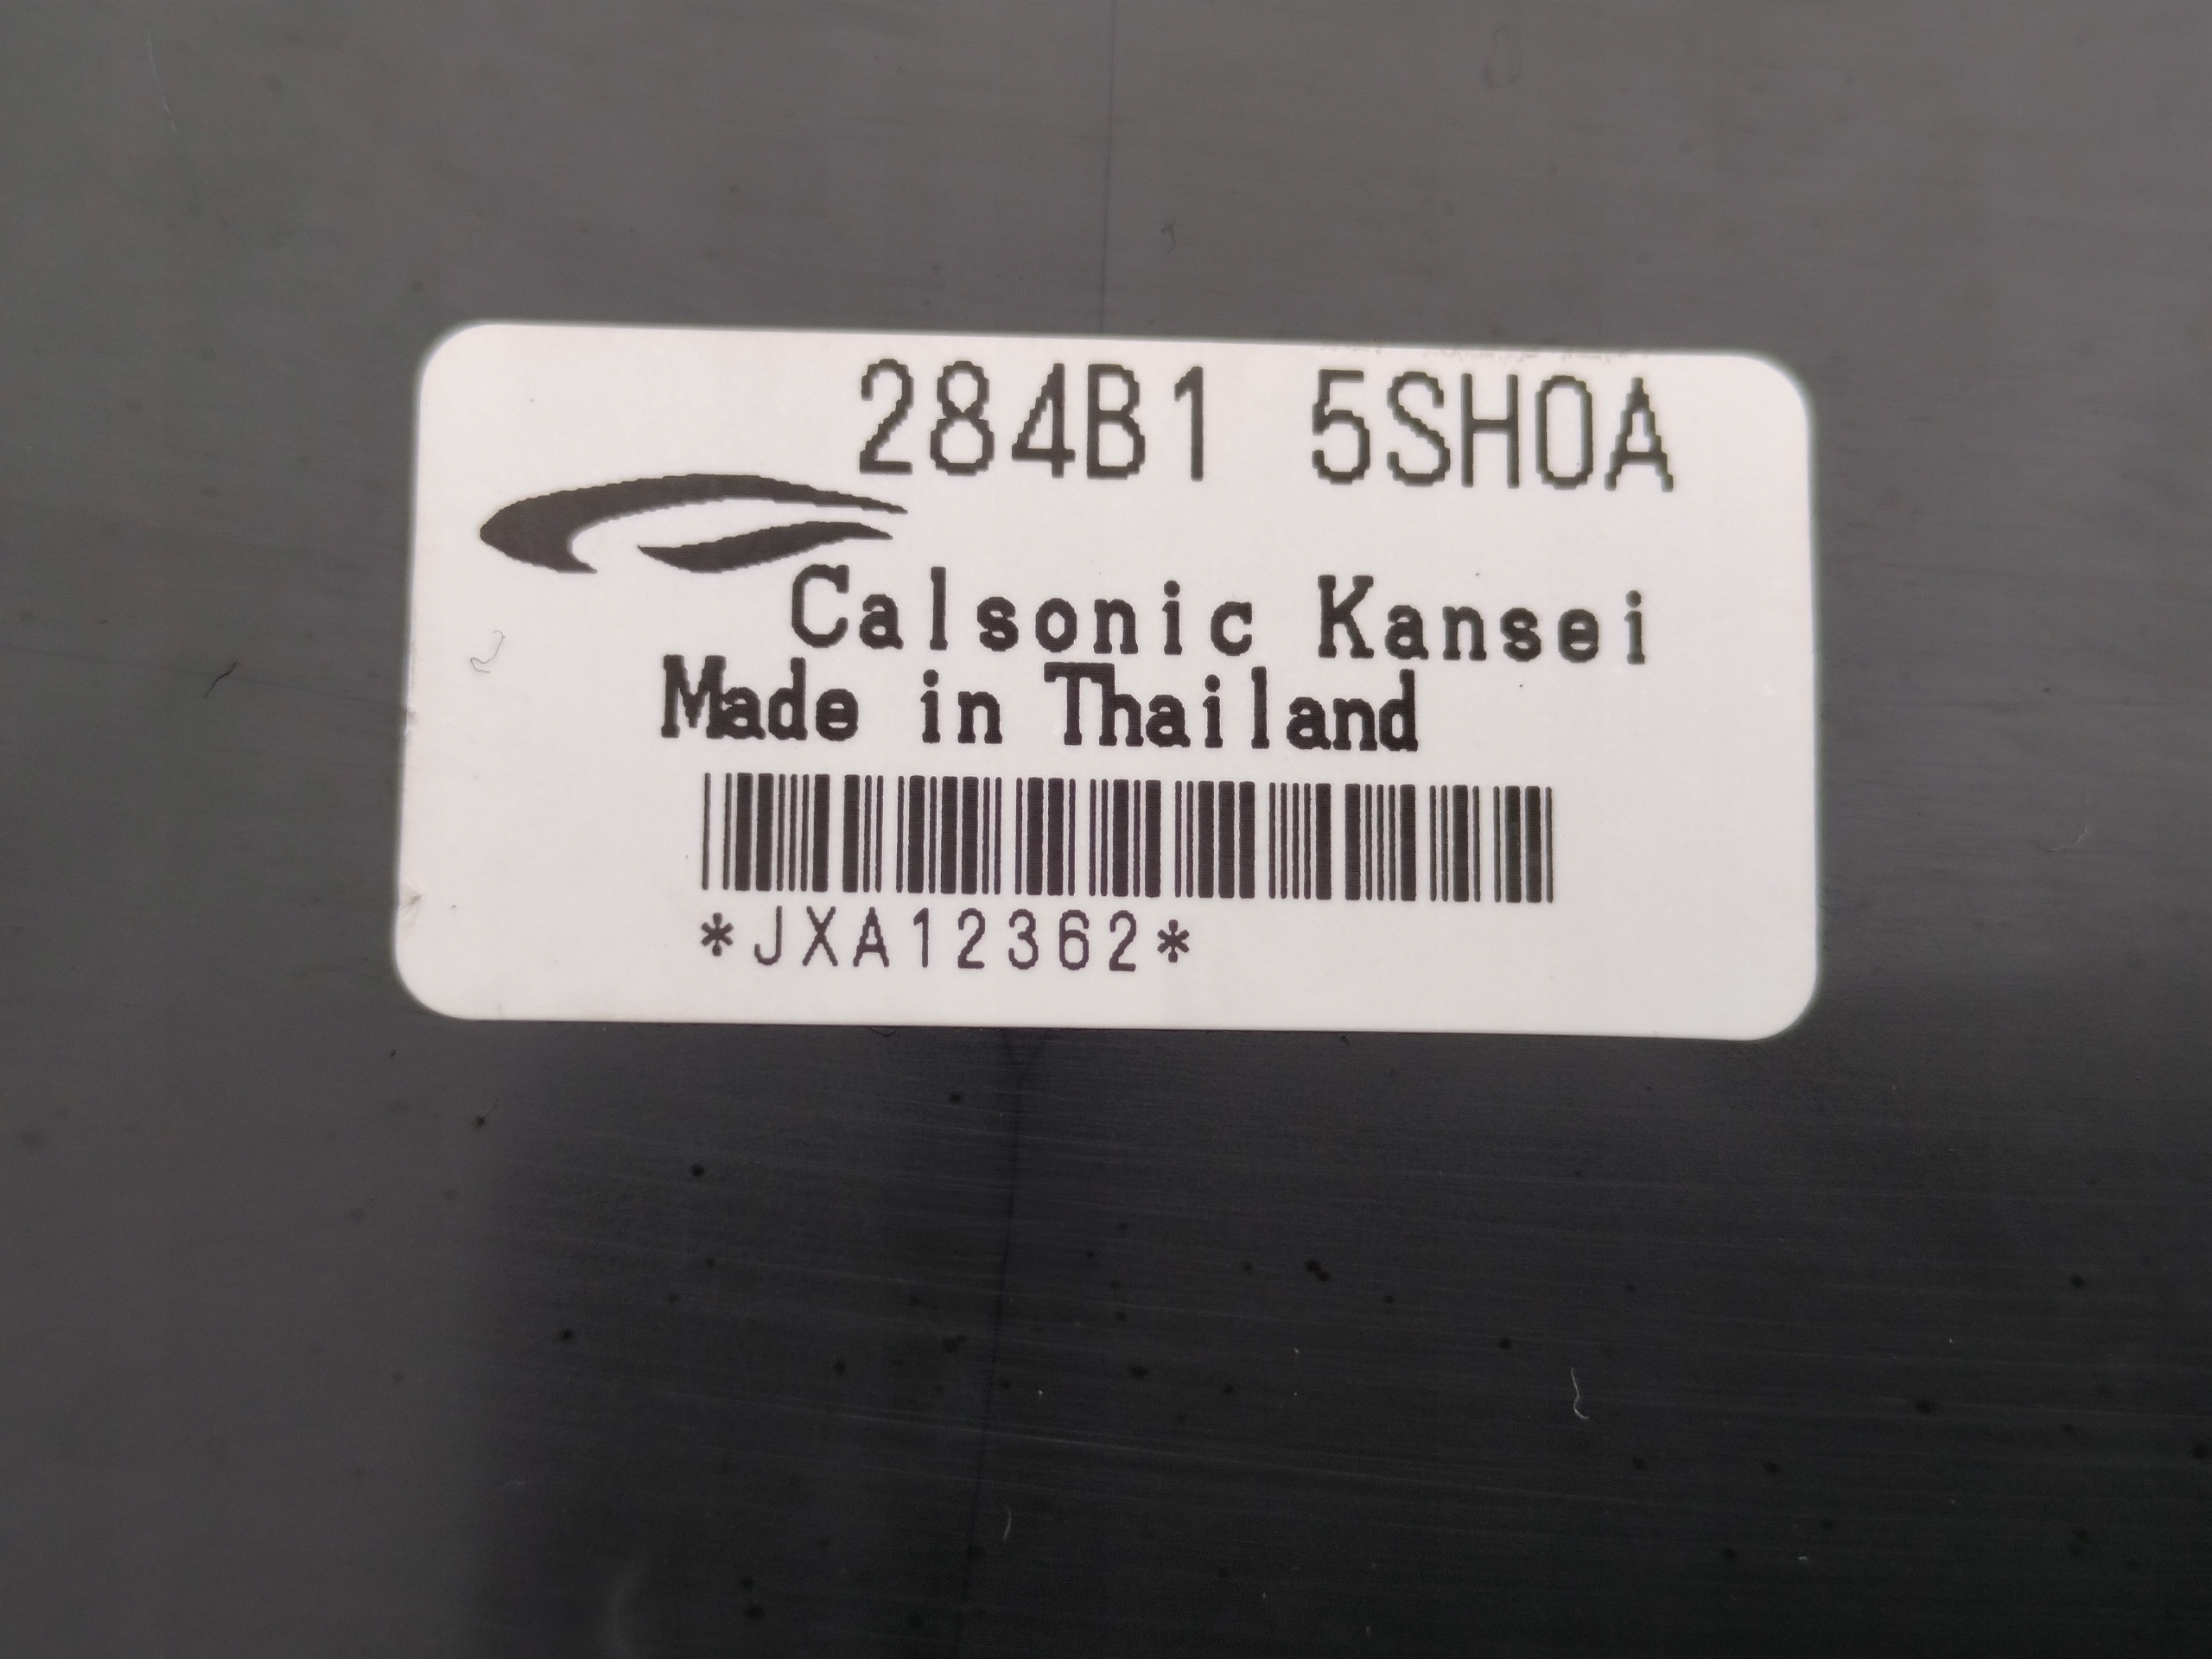 284B1 5SH0A
Calsonic Kansei
Made in Thailand
*JXA12362*